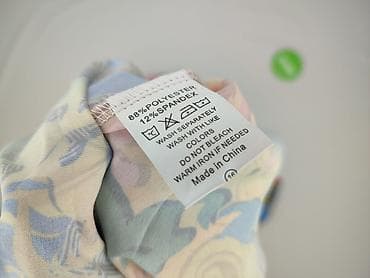 88%POLYESTER
12%SPANDEX
WASH SEPARATELY
WASH WITH LIKE
COLORS
DO NOT BLEACH
WARM IRON IF NEEDED
Made in China